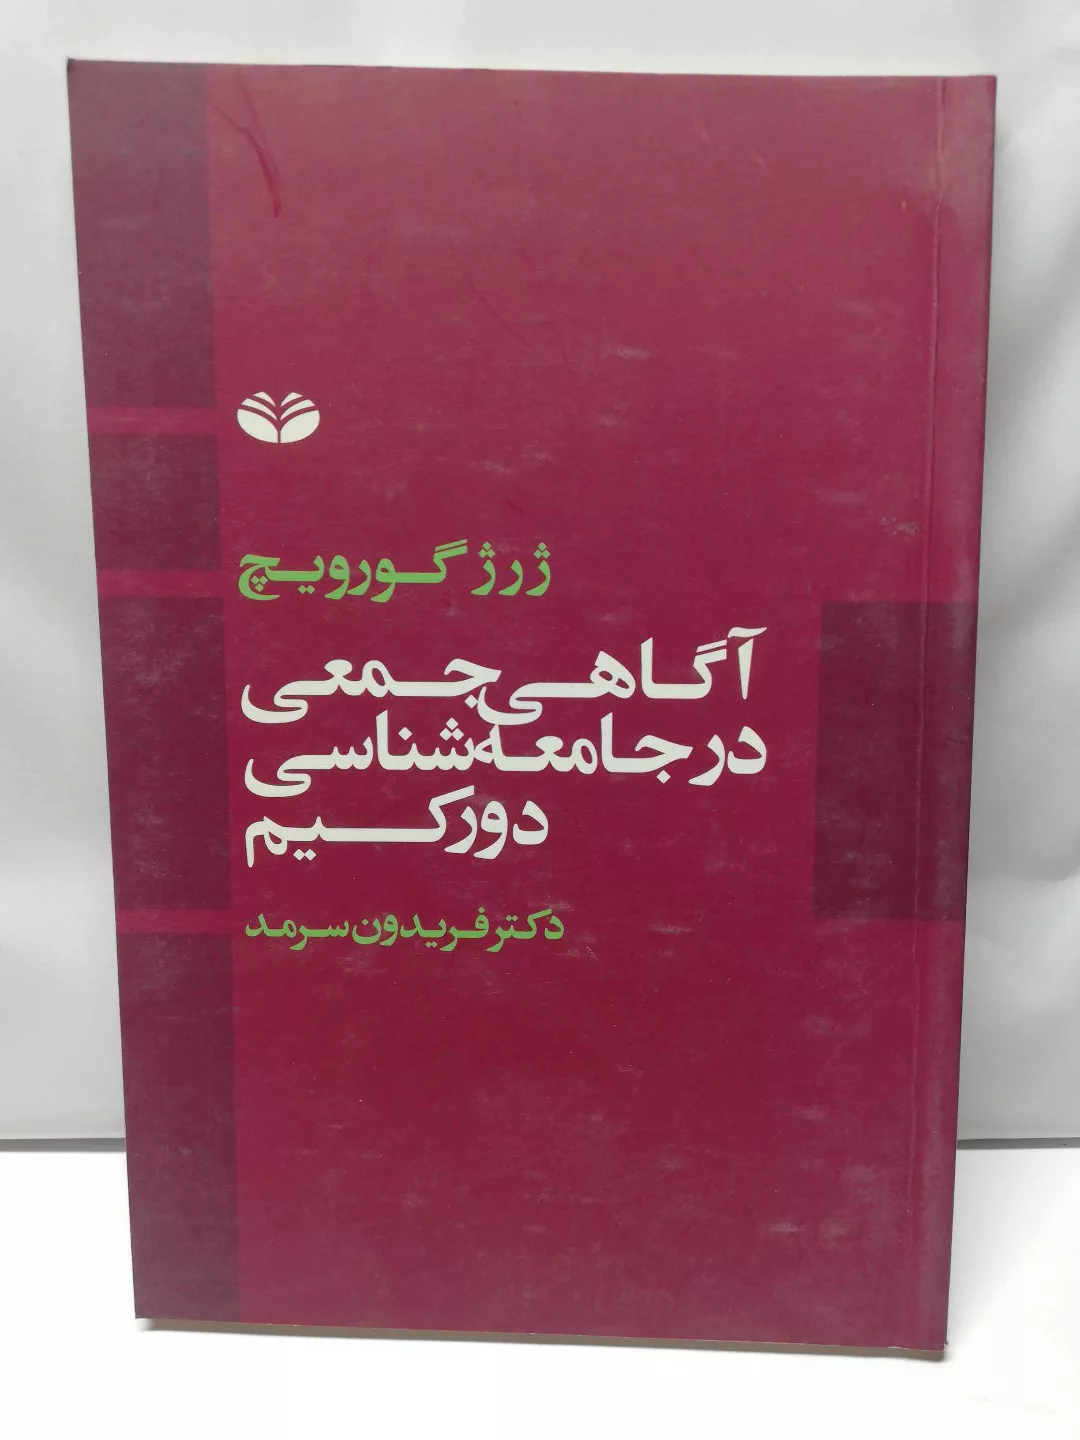 ژرژ گورویچ
آگاهی جمعی
در جامعه‌شناسی
دورکیم
دکتر فریدون سرمد